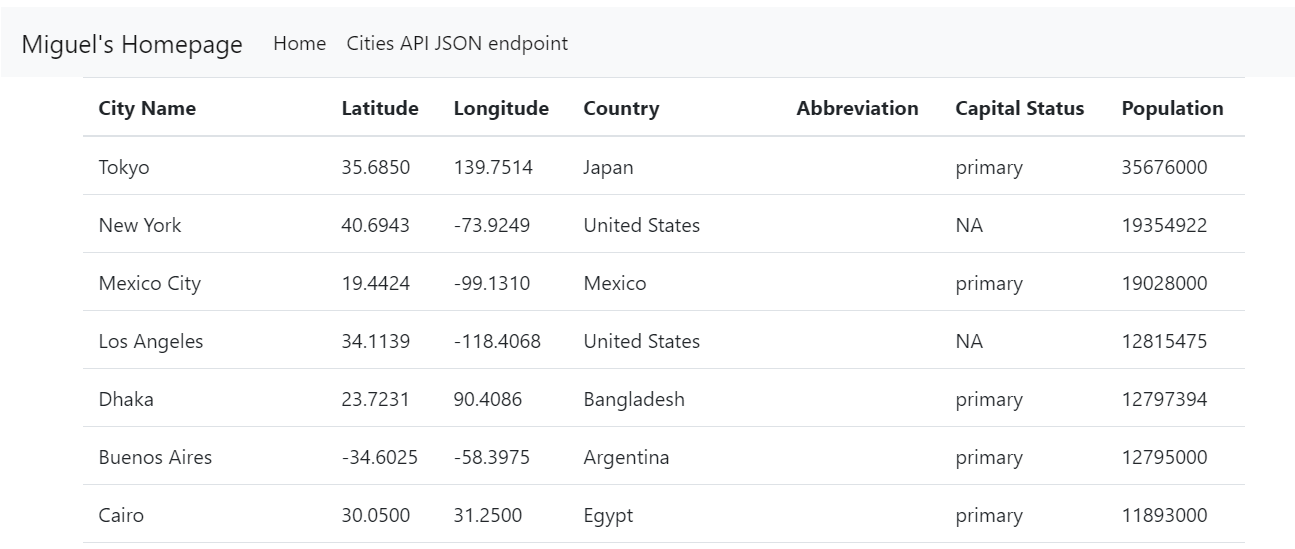 Miguel's Homepage Home Cities API JSON endpoint
City Name Latitude Longitude Country Abbreviation Capital Status Population
Tokyo 35.6850 139.7514 Japan primary 35676000
New York 40.6943 -73.9249 United States NA 19354922
Mexico City 19.4424 -99.1310 Mexico primary 19028000
Los Angeles 34.1139 -118.4068 United States NA 12815475
Dhaka 23.7231 90.4086 Bangladesh primary 12797394
Buenos Aires -34.6025 -58.3975 Argentina primary 12795000
Cairo 30.0500 31.2500 Egypt primary 11893000